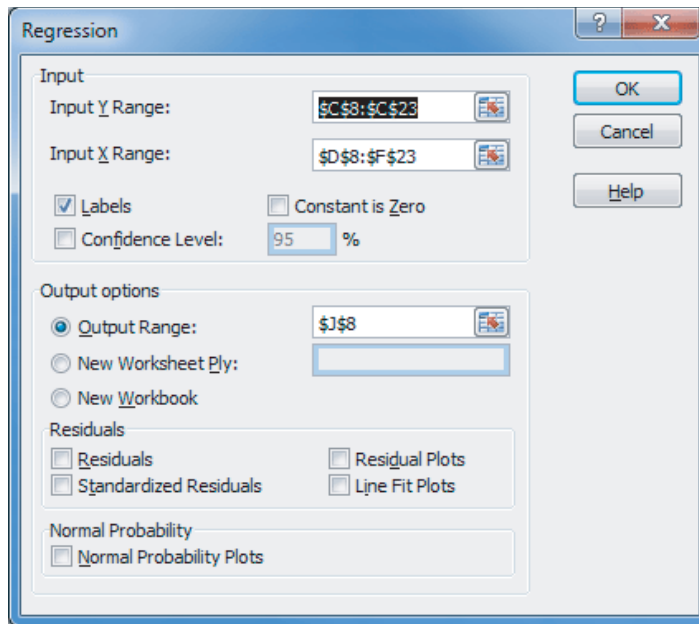 Regression
?
X
Input
Input Y Range:
$C$8:$C$23
Input X Range:
$D$8:$F$23
Labels
Constant is Zero
Confidence Level:
95 %
Output options
Output Range:
$J$8
New Worksheet Ply:
New Workbook
Residuals
Residuals
Residual Plots
Standardized Residuals
Line Fit Plots
Normal Probability
Normal Probability Plots
OK
Cancel
Help